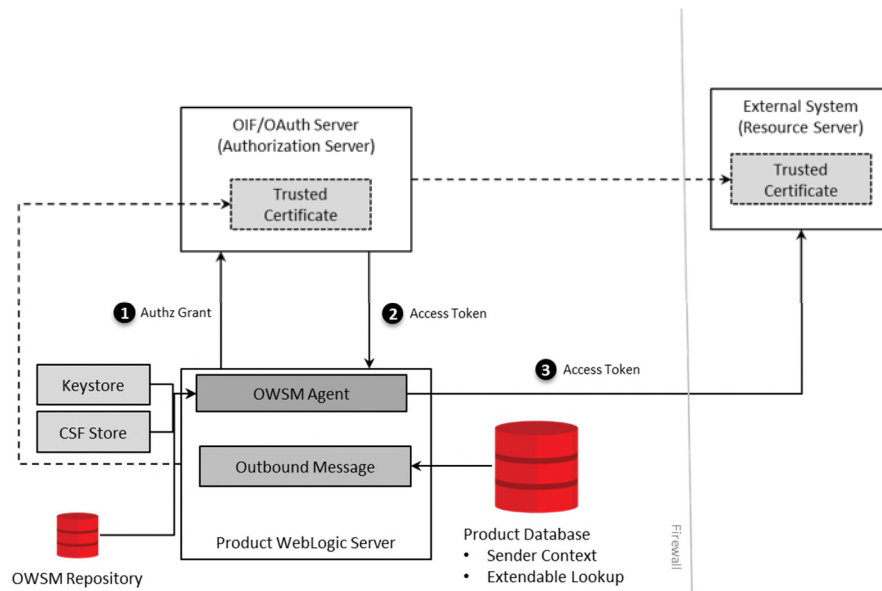 OIF/OAuth Server
(Authorization Server)
Trusted
Certificate
External System
(Resource Server)
Trusted
Certificate
1 Authz Grant
2 Access Token
3 Access Token
Keystore
CSF Store
OWSM Agent
Outbound Message
Product WebLogic Server
OWSM Repository
Product Database
• Sender Context
• Extendable Lookup
Firewall